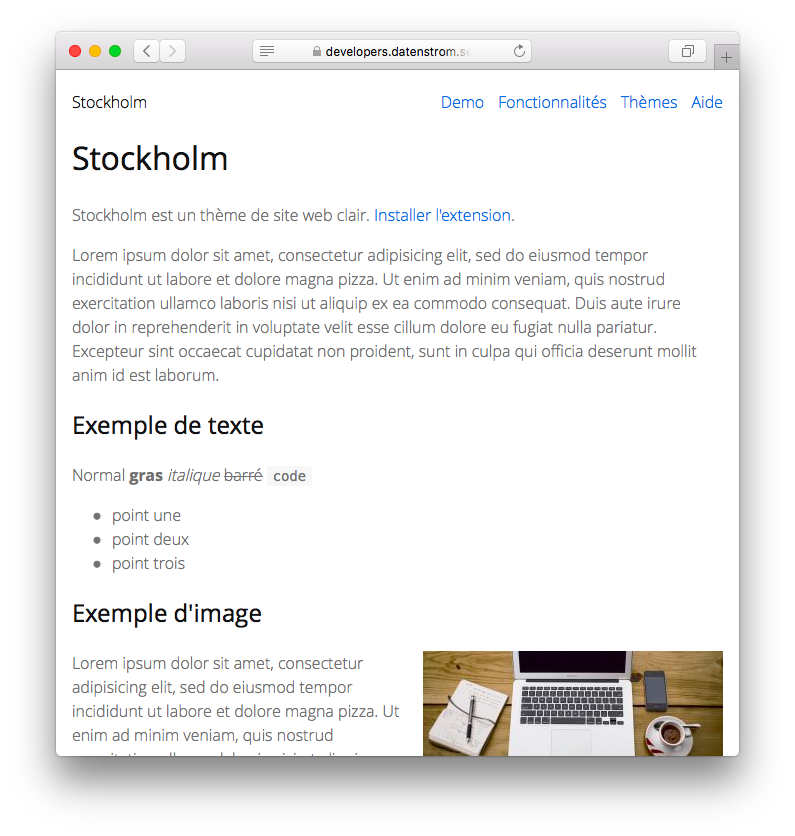 developers.datenstrom.s
Stockholm
Demo Fonctionnalités Thèmes Aide
Stockholm
Stockholm est un thème de site web clair. Installer l'extension.
Lorem ipsum dolor sit amet, consectetur adipisicing elit, sed do eiusmod tempor
incididunt ut labore et dolore magna pizza. Ut enim ad minim veniam, quis nostrud
exercitation ullamco laboris nisi ut aliquip ex ea commodo consequat. Duis aute irure
dolor in reprehenderit in voluptate velit esse cillum dolore eu fugiat nulla pariatur.
Excepteur sint occaecat cupidatat non proident, sunt in culpa qui officia deserunt mollit
anim id est laborum.
Exemple de texte
Normal gras italique barré code
● point une
● point deux
● point trois
Exemple d'image
Lorem ipsum dolor sit amet, consectetur
adipisicing elit, sed do eiusmod tempor
incididunt ut labore et dolore magna pizza. Ut
enim ad minim veniam, quis nostrud